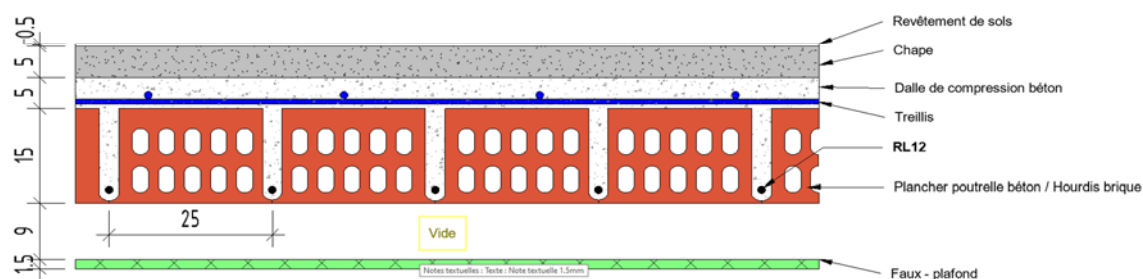 0.5
5
5
15
9
1.5
25
Revêtement de sols
Chape
Dalle de compression béton
Treillis
RL12
Plancher poutrelle béton / Hourdis brique
Vide
Notes textuelles : Texte : Note textuelle 1.5mm
Faux - plafond